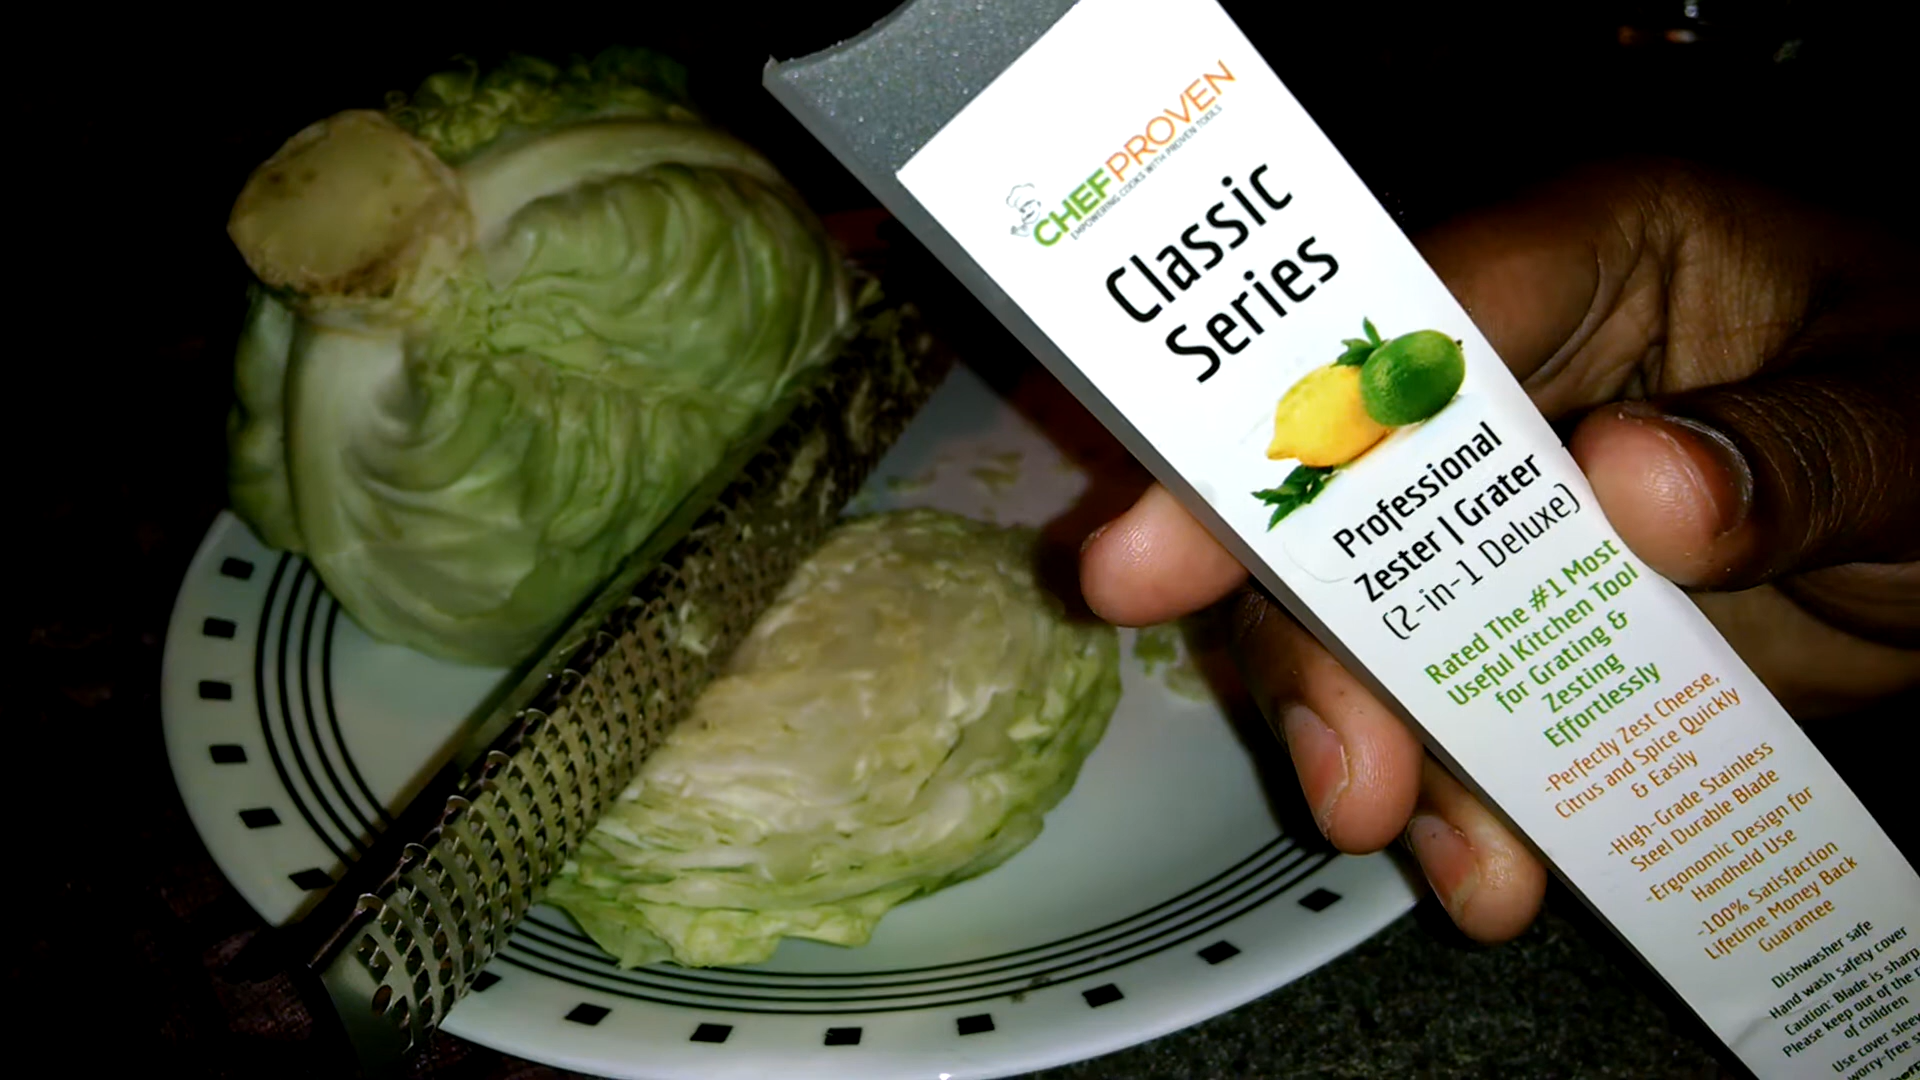 CHEFPROVEN
EMPOWERING COOKS WITH PROVEN TOOLS
Classic
Series
Professional
Zester | Grater
(2-in-1 Deluxe)
Rated The #1 Most
Useful Kitchen Tool
for Grating &
Zesting
Effortlessly
-Perfectly Zest Cheese,
Citrus and Spice Quickly
& Easily
-High-Grade Stainless
Steel Durable Blade
-Ergonomic Design for
Handheld Use
-100% Satisfaction
Lifetime Money Back
Guarantee
Dishwasher safe
Hand wash safety cover
Caution: Blade is sharp
Please keep out of the
of children
Use cover